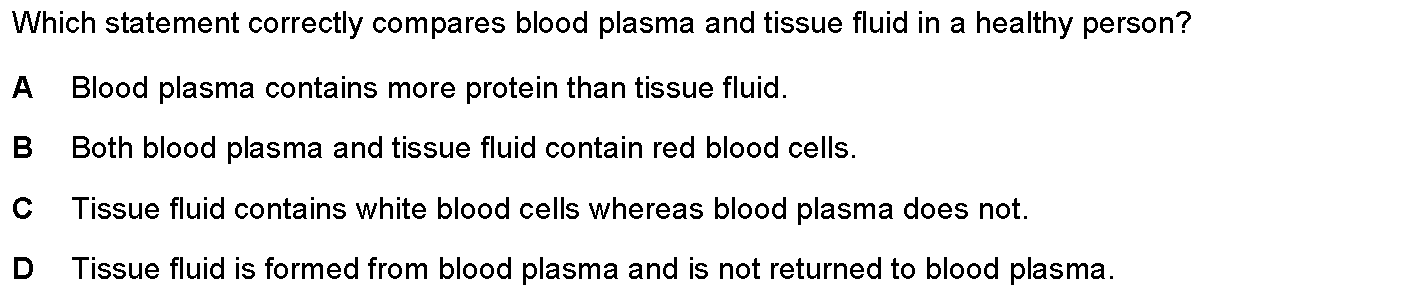 Which statement correctly compares blood plasma and tissue fluid in a healthy person?
A Blood plasma contains more protein than tissue fluid.
B Both blood plasma and tissue fluid contain red blood cells.
C Tissue fluid contains white blood cells whereas blood plasma does not.
D Tissue fluid is formed from blood plasma and is not returned to blood plasma.